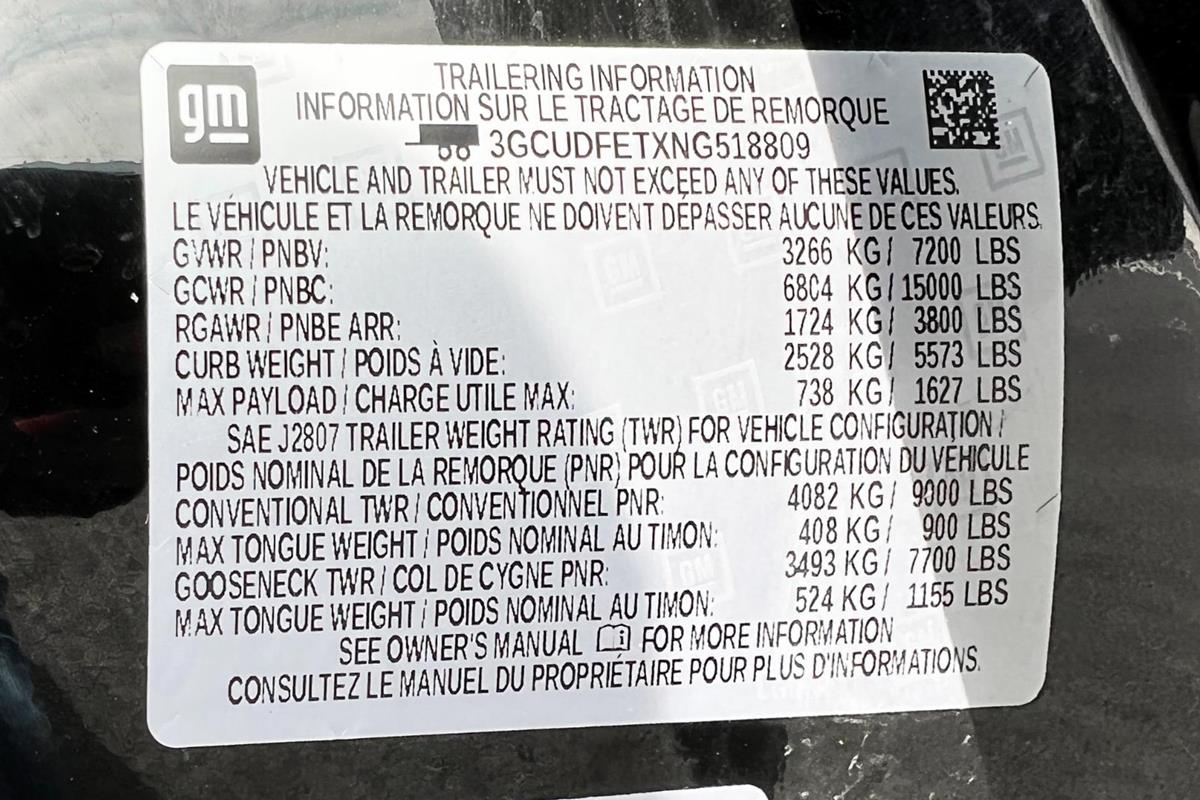 gm
TRAILERING INFORMATION
INFORMATION SUR LE TRACTAGE DE REMORQUE
3GCUDFETXNG518809
VEHICLE AND TRAILER MUST NOT EXCEED ANY OF THESE VALUES.
LE VÉHICULE ET LA REMORQUE NE DOIVENT DÉPASSER AUCUNE DE CES VALEURS.
GVWR / PNBV: 3266 KG / 7200 LBS
GCWR / PNBC: 6804 KG / 15000 LBS
RGAWR / PNBE ARR: 1724 KG / 3800 LBS
CURB WEIGHT / POIDS À VIDE: 2528 KG / 5573 LBS
MAX PAYLOAD / CHARGE UTILE MAX: 738 KG / 1627 LBS
SAE J2807 TRAILER WEIGHT RATING (TWR) FOR VEHICLE CONFIGURATION /
POIDS NOMINAL DE LA REMORQUE (PNR) POUR LA CONFIGURATION DU VÉHICULE
CONVENTIONAL TWR / CONVENTIONNEL PNR: 4082 KG / 9000 LBS
MAX TONGUE WEIGHT / POIDS NOMINAL AU TIMON: 408 KG / 900 LBS
GOOSENECK TWR / COL DE CYGNE PNR: 3493 KG / 7700 LBS
MAX TONGUE WEIGHT / POIDS NOMINAL AU TIMON: 524 KG / 1155 LBS
SEE OWNER'S MANUAL FOR MORE INFORMATION
CONSULTEZ LE MANUEL DU PROPRIÉTAIRE POUR PLUS D'INFORMATIONS.